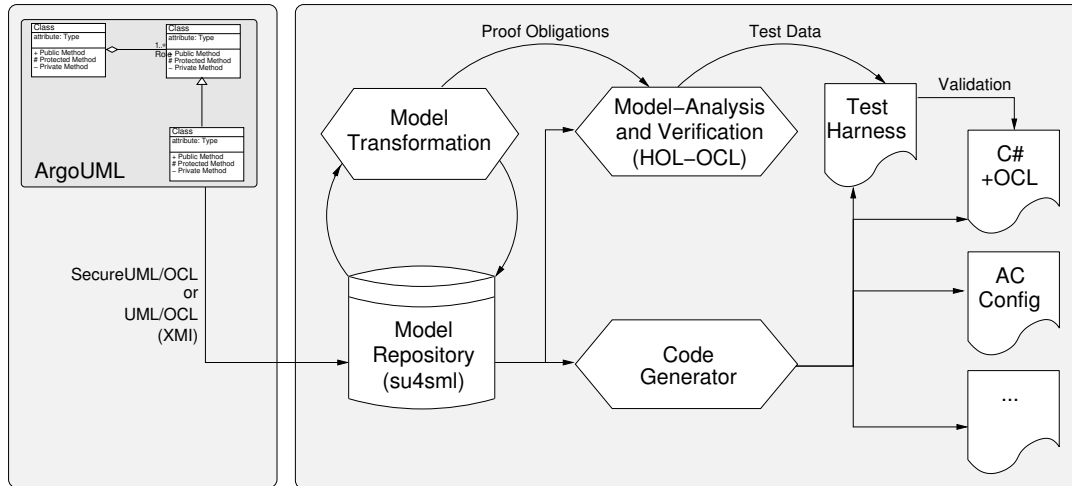 Class
attribute: Type
+ Public Method
# Protected Method
– Private Method
1..*
Role
Class
attribute: Type
+ Public Method
# Protected Method
– Private Method
Class
attribute: Type
+ Public Method
# Protected Method
– Private Method
ArgoUML
SecureUML/OCL
or
UML/OCL
(XMI)
Proof Obligations
Test Data
Model
Transformation
Model−Analysis
and Verification
(HOL−OCL)
Test
Harness
Validation
C#
+OCL
Model
Repository
(su4sml)
Code
Generator
AC
Config
...